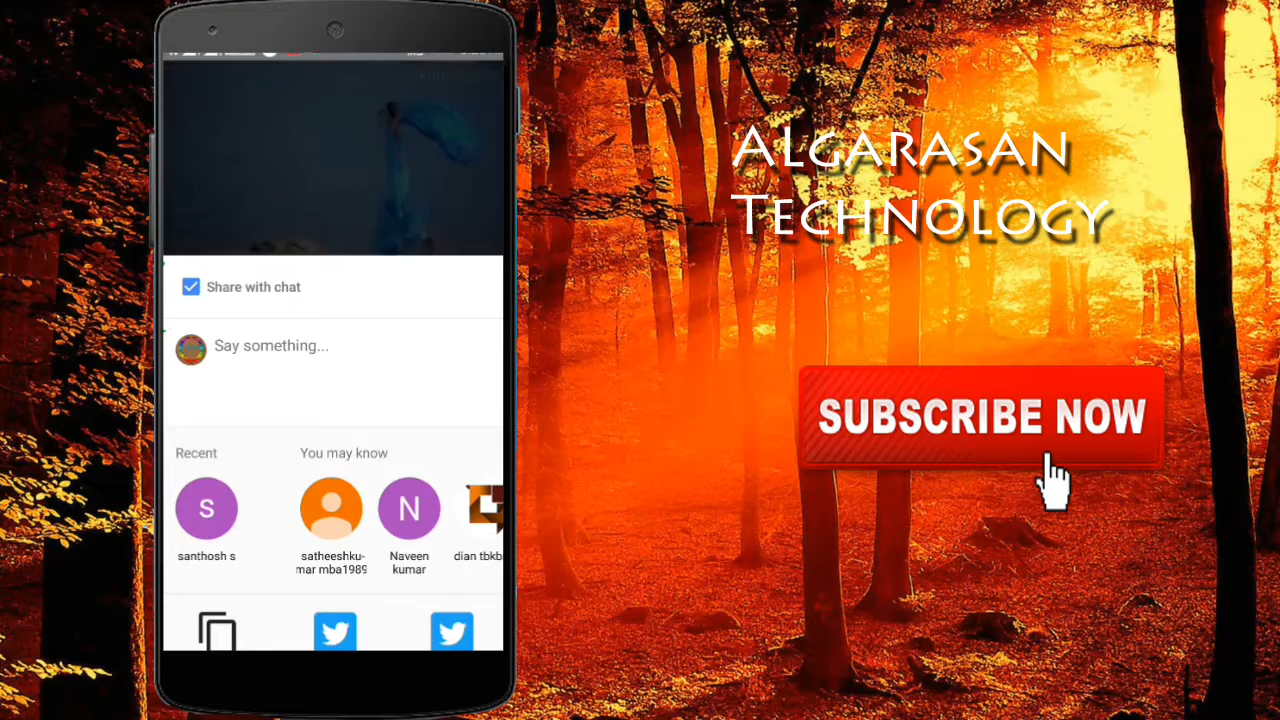 Share with chat
Say something...
Recent
You may know
S
N
santhosh s
satheeshku-
mar mba1989
Naveen
kumar
dian tbkb
ALGARASAN
TECHNOLOGY
SUBSCRIBE NOW